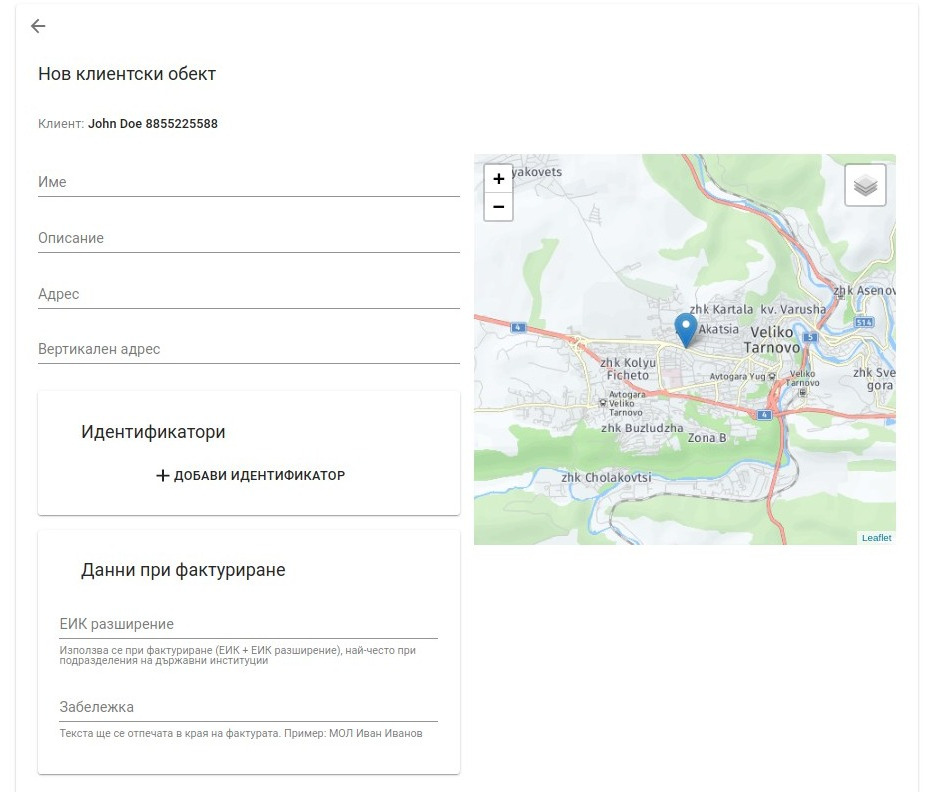 Нов клиентски обект
Клиент: John Doe 8855225588
Име
Описание
Адрес
Вертикален адрес
Идентификатори
+ ДОБАВИ ИДЕНТИФИКАТОР
Данни при фактуриране
ЕИК разширение
Използва се при фактуриране (ЕИК + ЕИК разширение), най-често при
подразделения на държавни институции
Забележка
Текста ще се отпечата в края на фактурата. Пример: МОЛ Иван Иванов
+
−
yakovets
zhk Asenov
zhk Kartala
kv. Varusha
4
Akatsia
514
5
Veliko
Tarnovo
zhk Kolyu
Ficheto
Avtogara Yug
Veliko
Tarnovo
zhk Sve
gora
Avtogara
Veliko
Tarnovo
4
zhk Buzludzha
Zona B
zhk Cholakovtsi
Leaflet